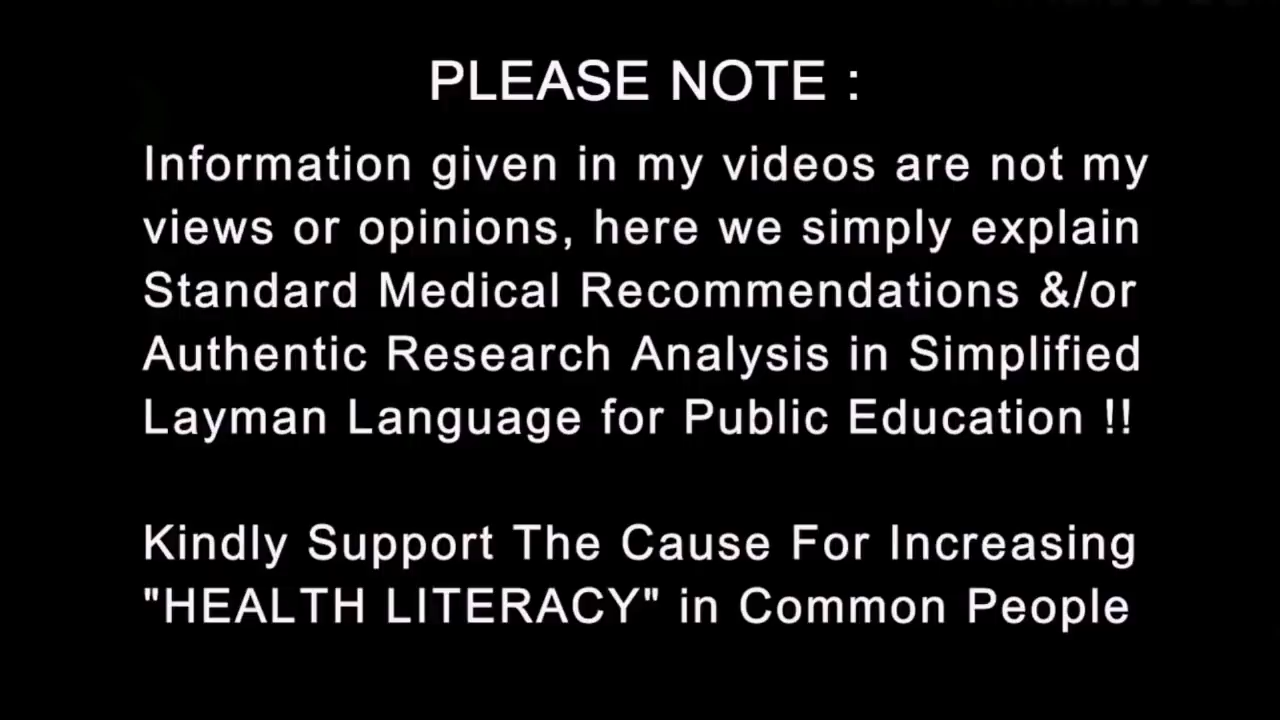 PLEASE NOTE :
Information given in my videos are not my
views or opinions, here we simply explain
Standard Medical Recommendations &/or
Authentic Research Analysis in Simplified
Layman Language for Public Education !!
Kindly Support The Cause For Increasing
"HEALTH LITERACY" in Common People